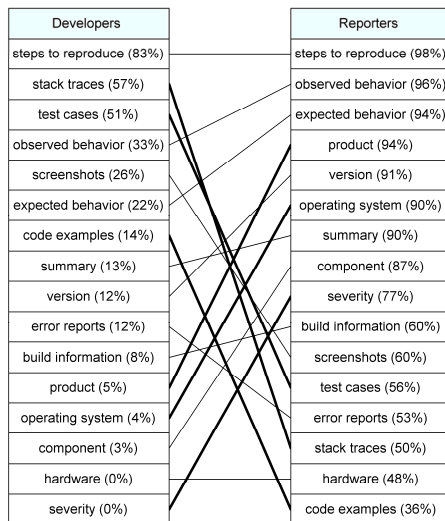 Developers
steps to reproduce (83%)
stack traces (57%)
test cases (51%)
observed behavior (33%)
screenshots (26%)
expected behavior (22%)
code examples (14%)
summary (13%)
version (12%)
error reports (12%)
build information (8%)
product (5%)
operating system (4%)
component (3%)
hardware (0%)
severity (0%)
Reporters
steps to reproduce (98%)
observed behavior (96%)
expected behavior (94%)
product (94%)
version (91%)
operating system (90%)
summary (90%)
component (87%)
severity (77%)
build information (60%)
screenshots (60%)
test cases (56%)
error reports (53%)
stack traces (50%)
hardware (48%)
code examples (36%)